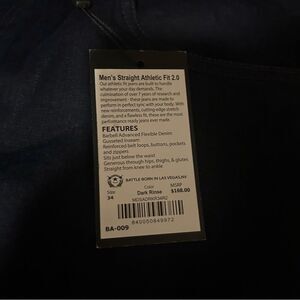 Men's Straight Athletic Fit 2.0
Our athletic fit jeans are built to handle
whatever your day demands. The
culmination of over 7 years of research and
improvement - these jeans are made to
perform in perfect sync with your body. With
new reinforcements, cutting edge stretch
denim, and a flawless fit, these are the most
performance ready jeans ever made.
FEATURES
Barbell Advanced Flexible Denim
Gusseted Inseam
Reinforced belt loops, buttons, pockets
and zippers
Sits just below the waist
Generous through hips, thighs, & glutes
Straight from knee to ankle
BATTLE BORN IN LAS VEGAS, NV
Size Color MSRP
34 Dark Rinse $168.00
840050849972
BA-009